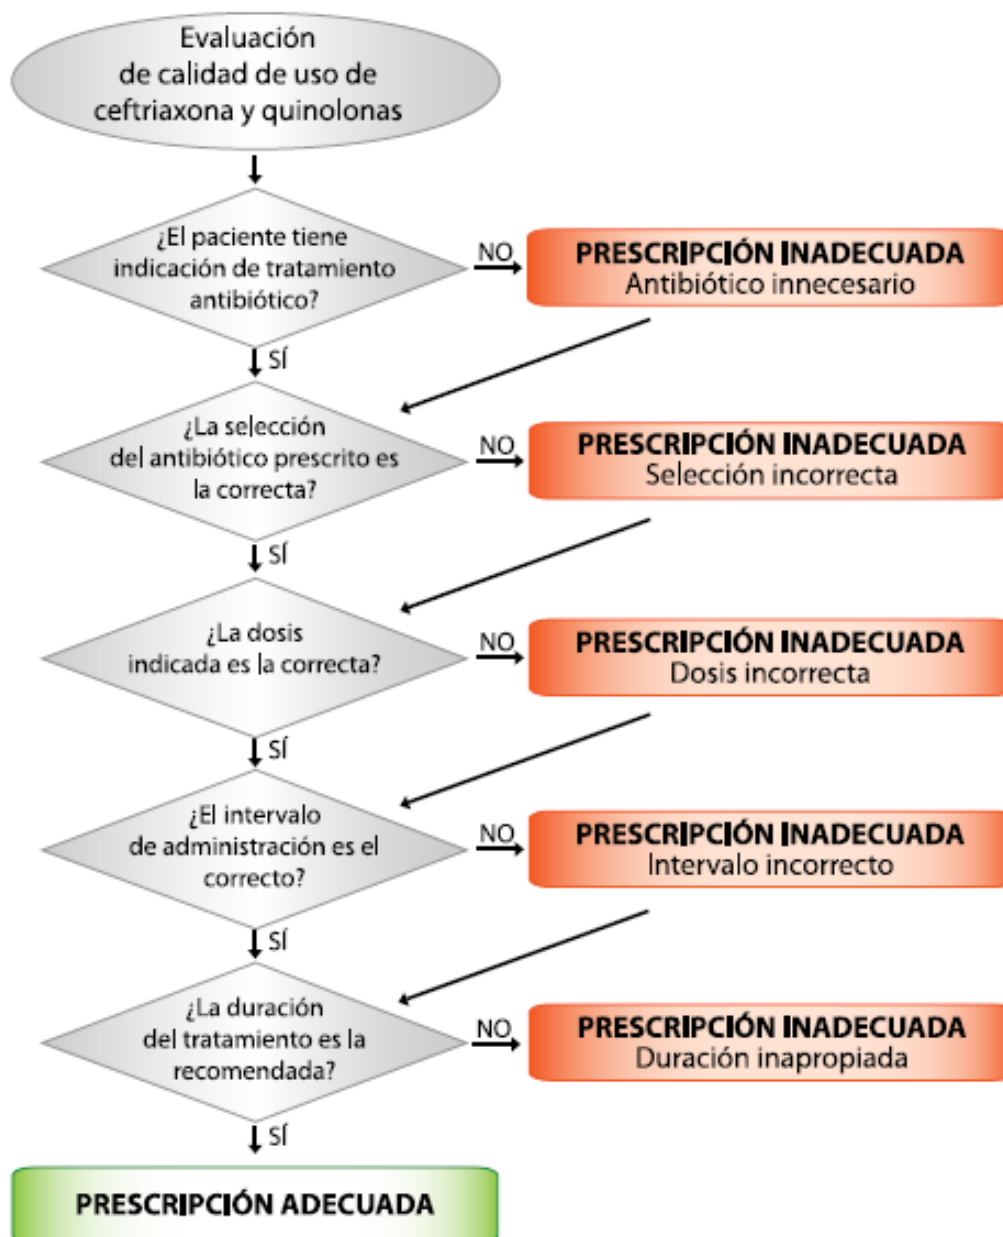 Evaluación
de calidad de uso de
ceftriaxona y quinolonas
¿El paciente tiene
indicación de tratamiento
antibiótico?
NO
PRESCRIPCIÓN INADECUADA
Antibiótico innecesario
SÍ
¿La selección
del antibiótico prescrito es
la correcta?
NO
PRESCRIPCIÓN INADECUADA
Selección incorrecta
SÍ
¿La dosis
indicada es la correcta?
NO
PRESCRIPCIÓN INADECUADA
Dosis incorrecta
SÍ
¿El intervalo
de administración es el
correcto?
NO
PRESCRIPCIÓN INADECUADA
Intervalo incorrecto
SÍ
¿La duración
del tratamiento es la
recomendada?
NO
PRESCRIPCIÓN INADECUADA
Duración inapropiada
SÍ
PRESCRIPCIÓN ADECUADA